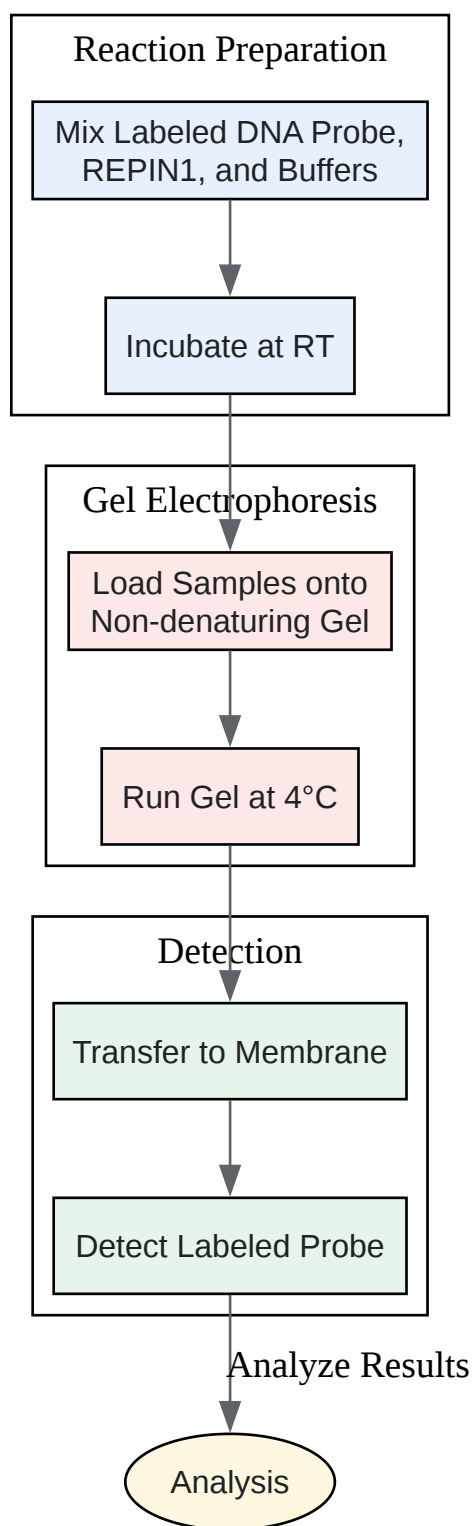 Reaction Preparation
Mix Labeled DNA Probe,
REPIN1, and Buffers
Incubate at RT
Gel Electrophoresis
Load Samples onto
Non-denaturing Gel
Run Gel at 4°C
Detection
Transfer to Membrane
Detect Labeled Probe
Analyze Results
Analysis